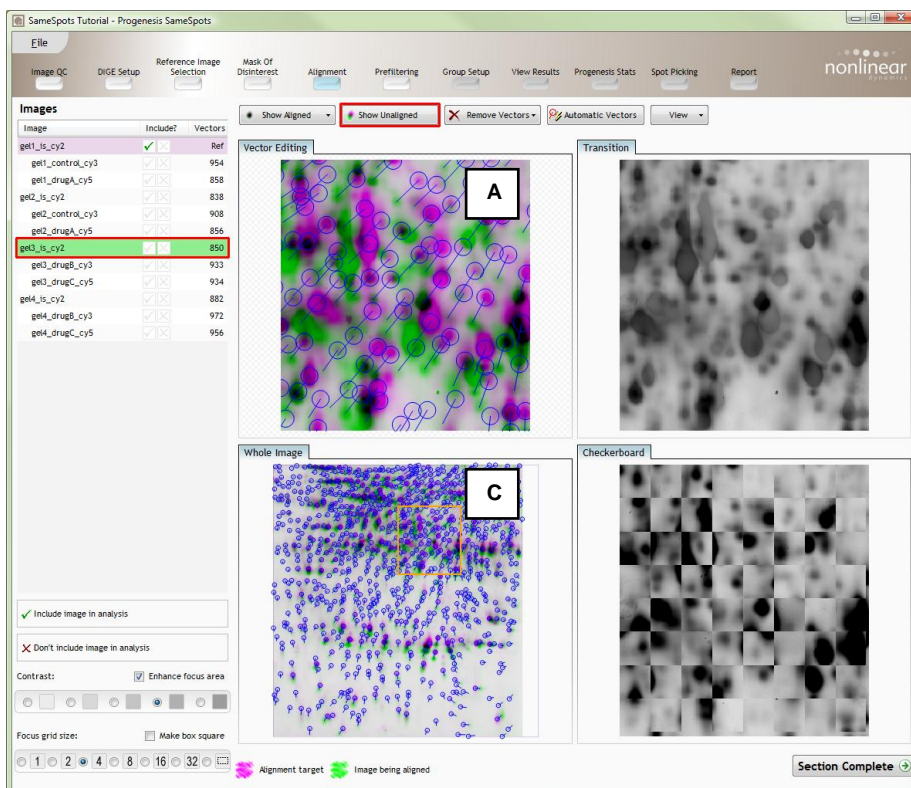 SameSpots Tutorial - Progenesis SameSpots
File
Image QC
DIGE Setup
Reference Image
Selection
Mask Of
Disinterest
Alignment
Prefiltering
Group Setup
View Results
Progenesis Stats
Spot Picking
Report
nonlinear
dynamics
Images
Image Include? Vectors
gel1_is_cy2 Ref
gel1_control_cy3 954
gel1_drugA_cy5 858
gel2_is_cy2 838
gel2_control_cy3 908
gel2_drugA_cy5 856
gel3_is_cy2 850
gel3_drugB_cy3 933
gel3_drugC_cy5 934
gel4_is_cy2 882
gel4_drugB_cy3 972
gel4_drugC_cy5 956
Include image in analysis
Don't include image in analysis
Contrast: Enhance focus area
Focus grid size: Make box square
1 2 4 8 16 32
Show Aligned Show Unaligned Remove Vectors Automatic Vectors View
Vector Editing
A
Transition
Whole Image
C
Checkerboard
Alignment target Image being aligned
Section Complete